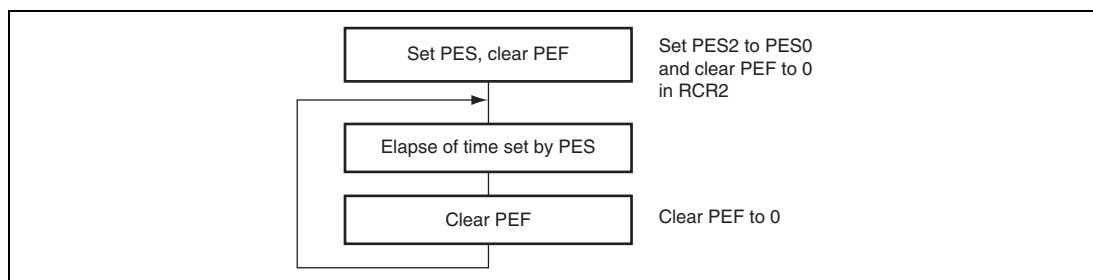 Set PES, clear PEF
Set PES2 to PES0
and clear PEF to 0
in RCR2
Elapse of time set by PES
Clear PEF
Clear PEF to 0